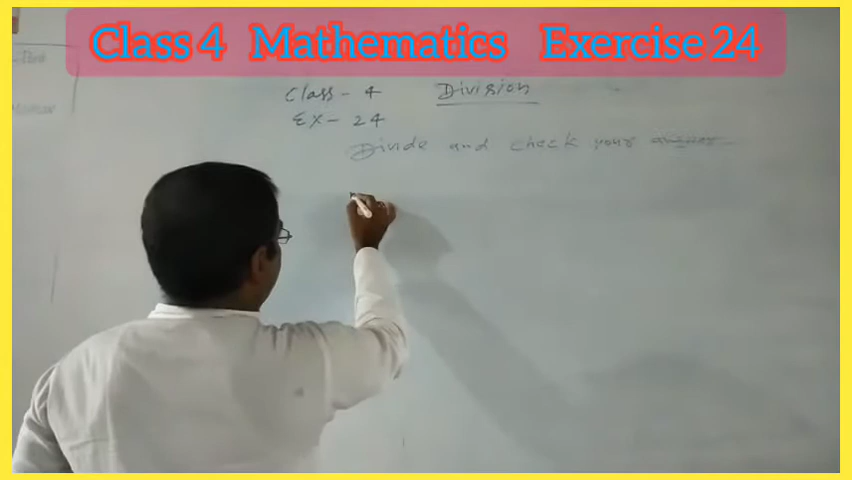 Class 4 Mathematics Exercise 24
Class - 4 Division
Ex - 24
Divide and check your answer